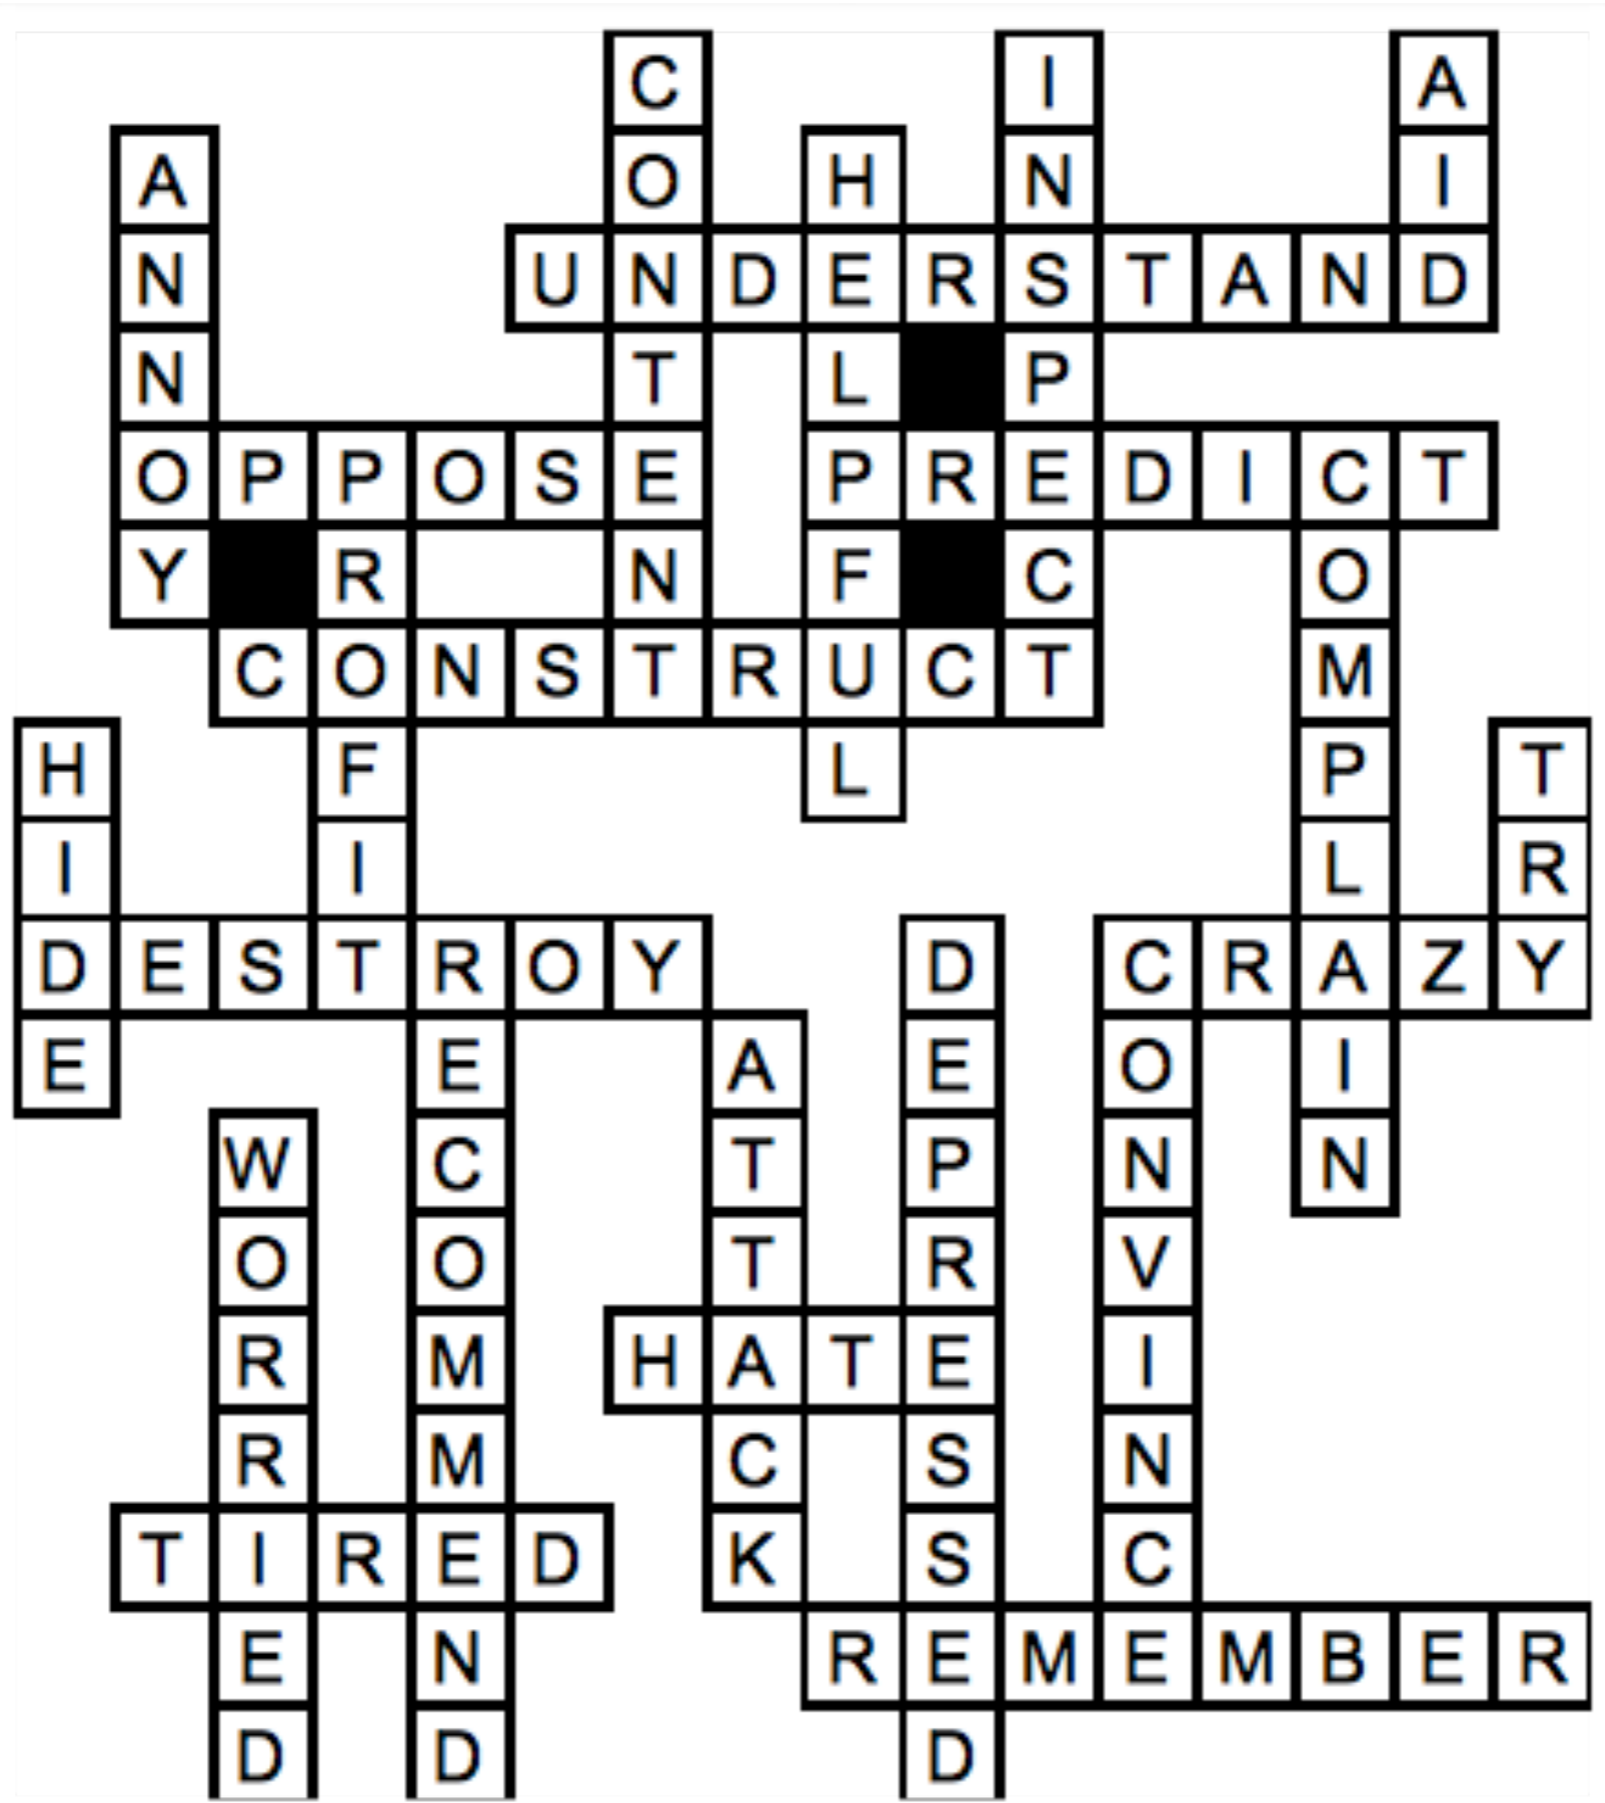 C I A
A O H N I
N U N D E R S T A N D
N T L P
O P P O S E P R E D I C T
Y R N F C O
C O N S T R U C T M
H F L P T
I I L R
D E S T R O Y D C R A Z Y
E E A E O I
W C T P N N
O O T R V
R M H A T E I
R M C S N
T I R E D K S C
E N R E M E M B E R
D D D